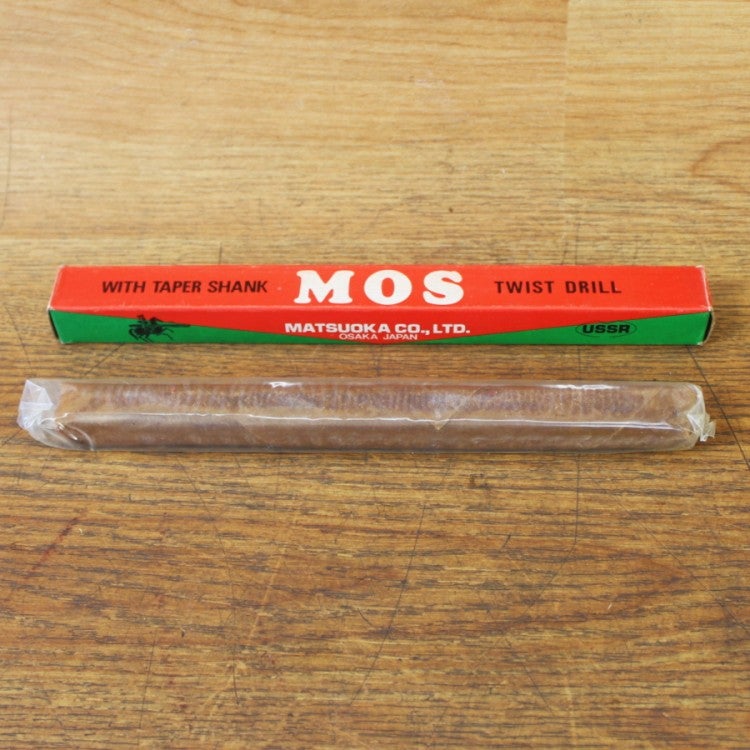 WITH TAPER SHANK MOS TWIST DRILL
MATSUOKA CO., LTD.
OSAKA JAPAN
USSR